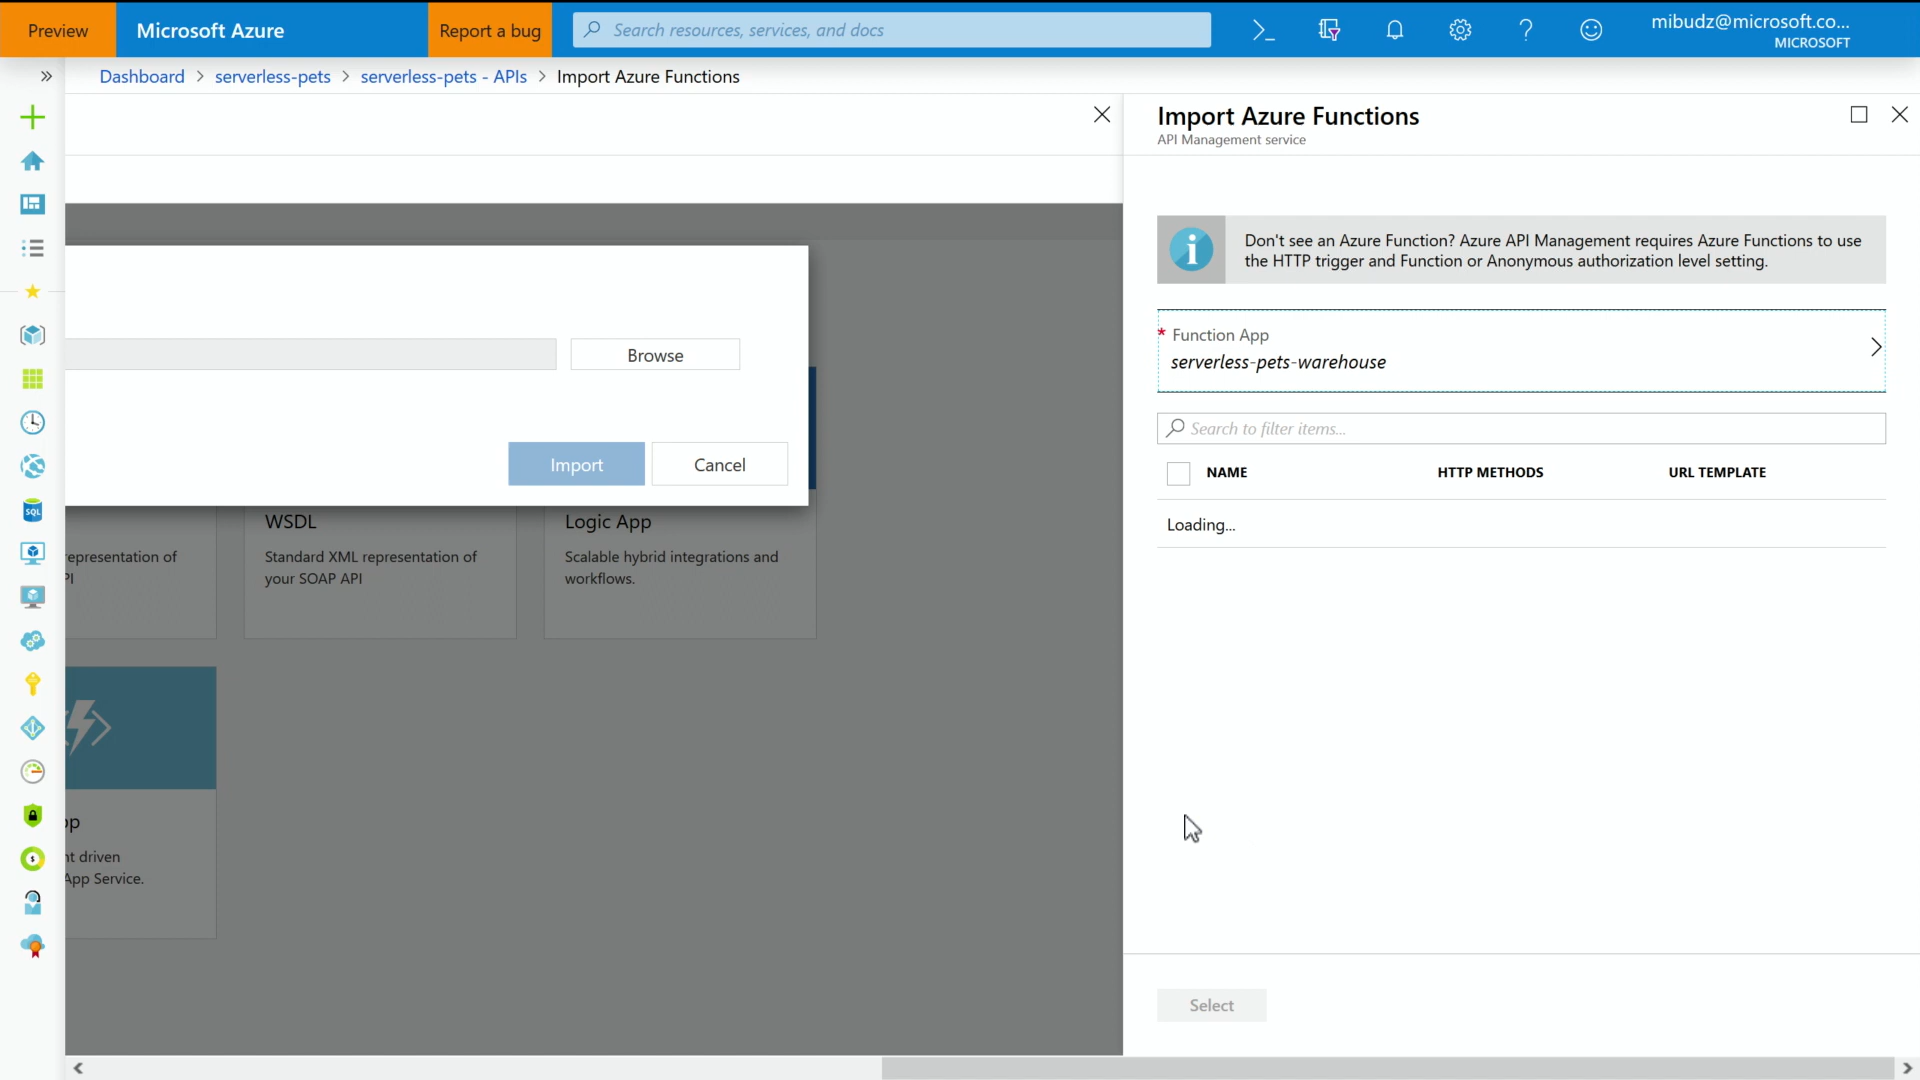 Preview
Microsoft Azure
Report a bug
Search resources, services, and docs
mibudz@microsoft.co...
MICROSOFT
Dashboard > serverless-pets > serverless-pets - APIs > Import Azure Functions
Import Azure Functions
API Management service
Don't see an Azure Function? Azure API Management requires Azure Functions to use
the HTTP trigger and Function or Anonymous authorization level setting.
* Function App
serverless-pets-warehouse
Search to filter items...
NAME HTTP METHODS URL TEMPLATE
Loading...
Select
Browse
Import Cancel
epresentation of
PI
WSDL
Standard XML representation of
your SOAP API
Logic App
Scalable hybrid integrations and
workflows.
pp
nt driven
App Service.
SQL